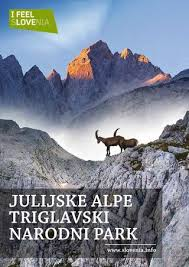 I FEEL
SLOVENIA
JULIJSKE ALPE
TRIGLAVSKI
NARODNI PARK
www.slovenia.info